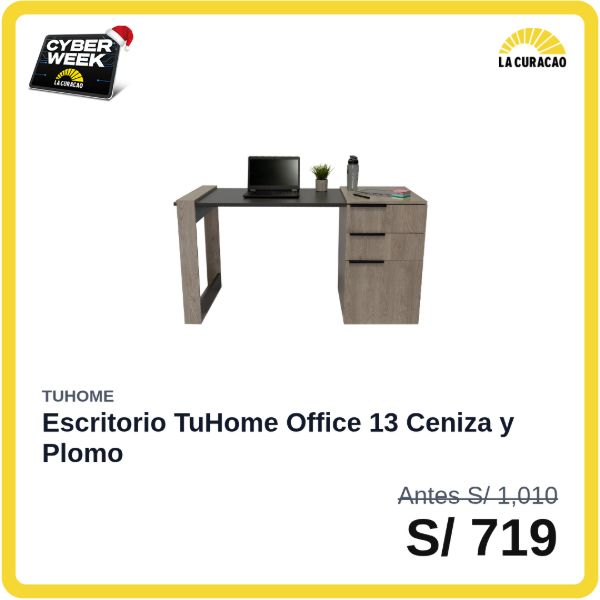 CYBER
WEEK
LA CURACAO
LA CURACAO
TUHOME
Escritorio TuHome Office 13 Ceniza y
Plomo
Antes S/ 1,010
S/ 719